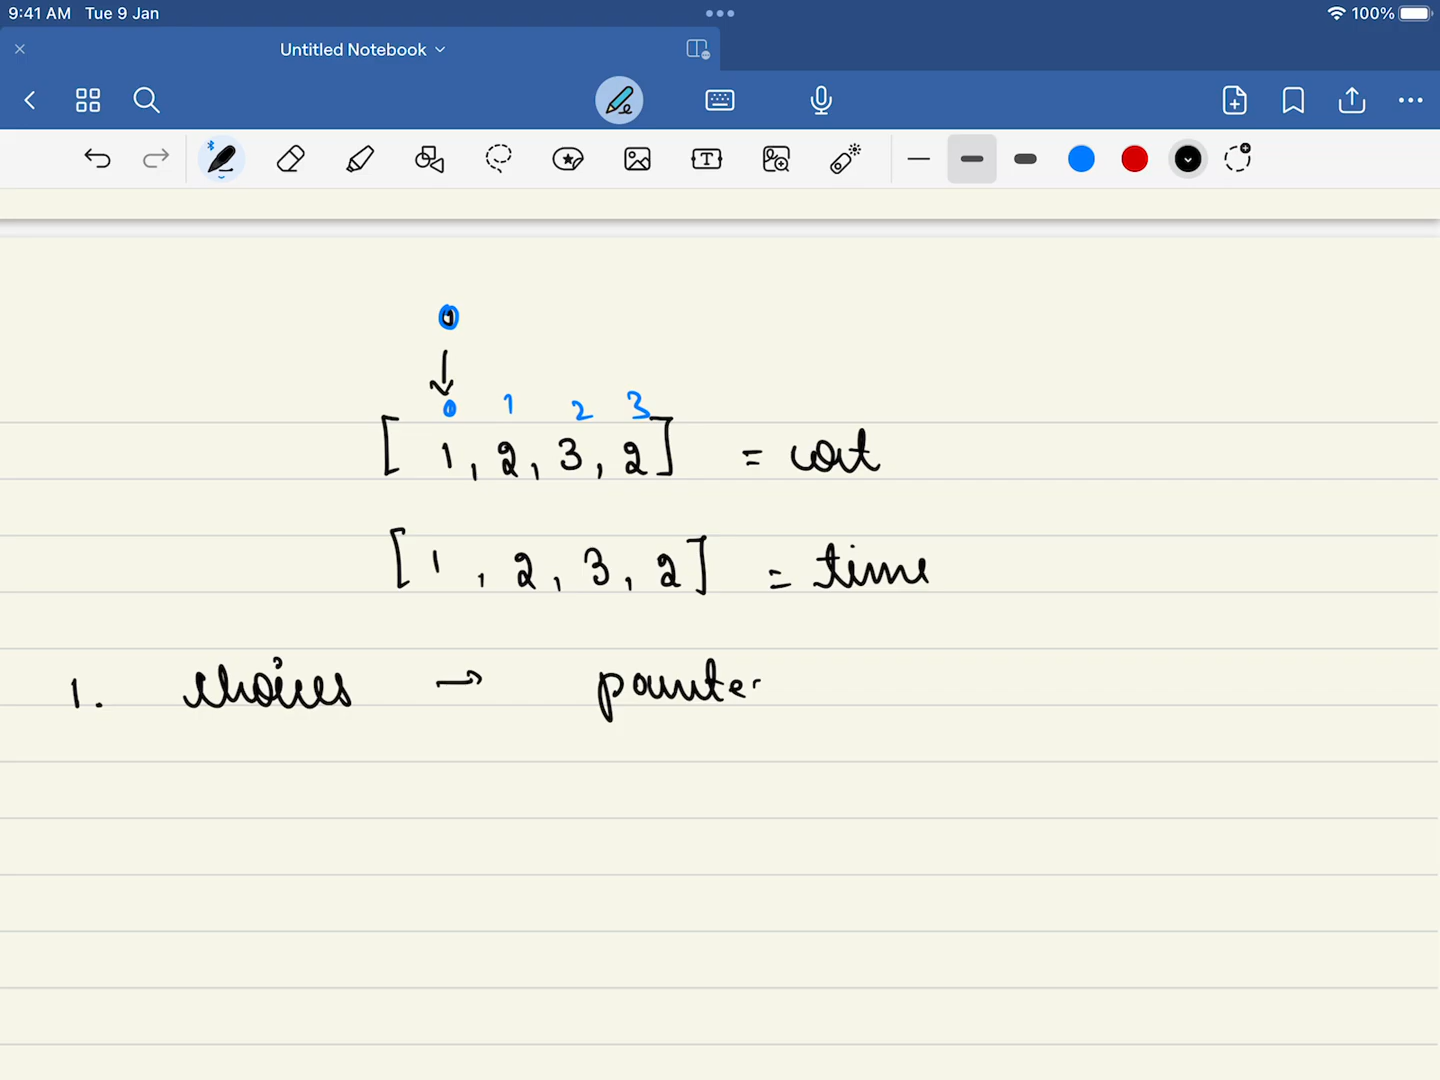 9:41 AM Tue 9 Jan
100%
Untitled Notebook
T
0
0 1 2 3
[ 1, 2, 3, 2] = cost
[ 1, 2, 3, 2] = time
1. choices → pointer